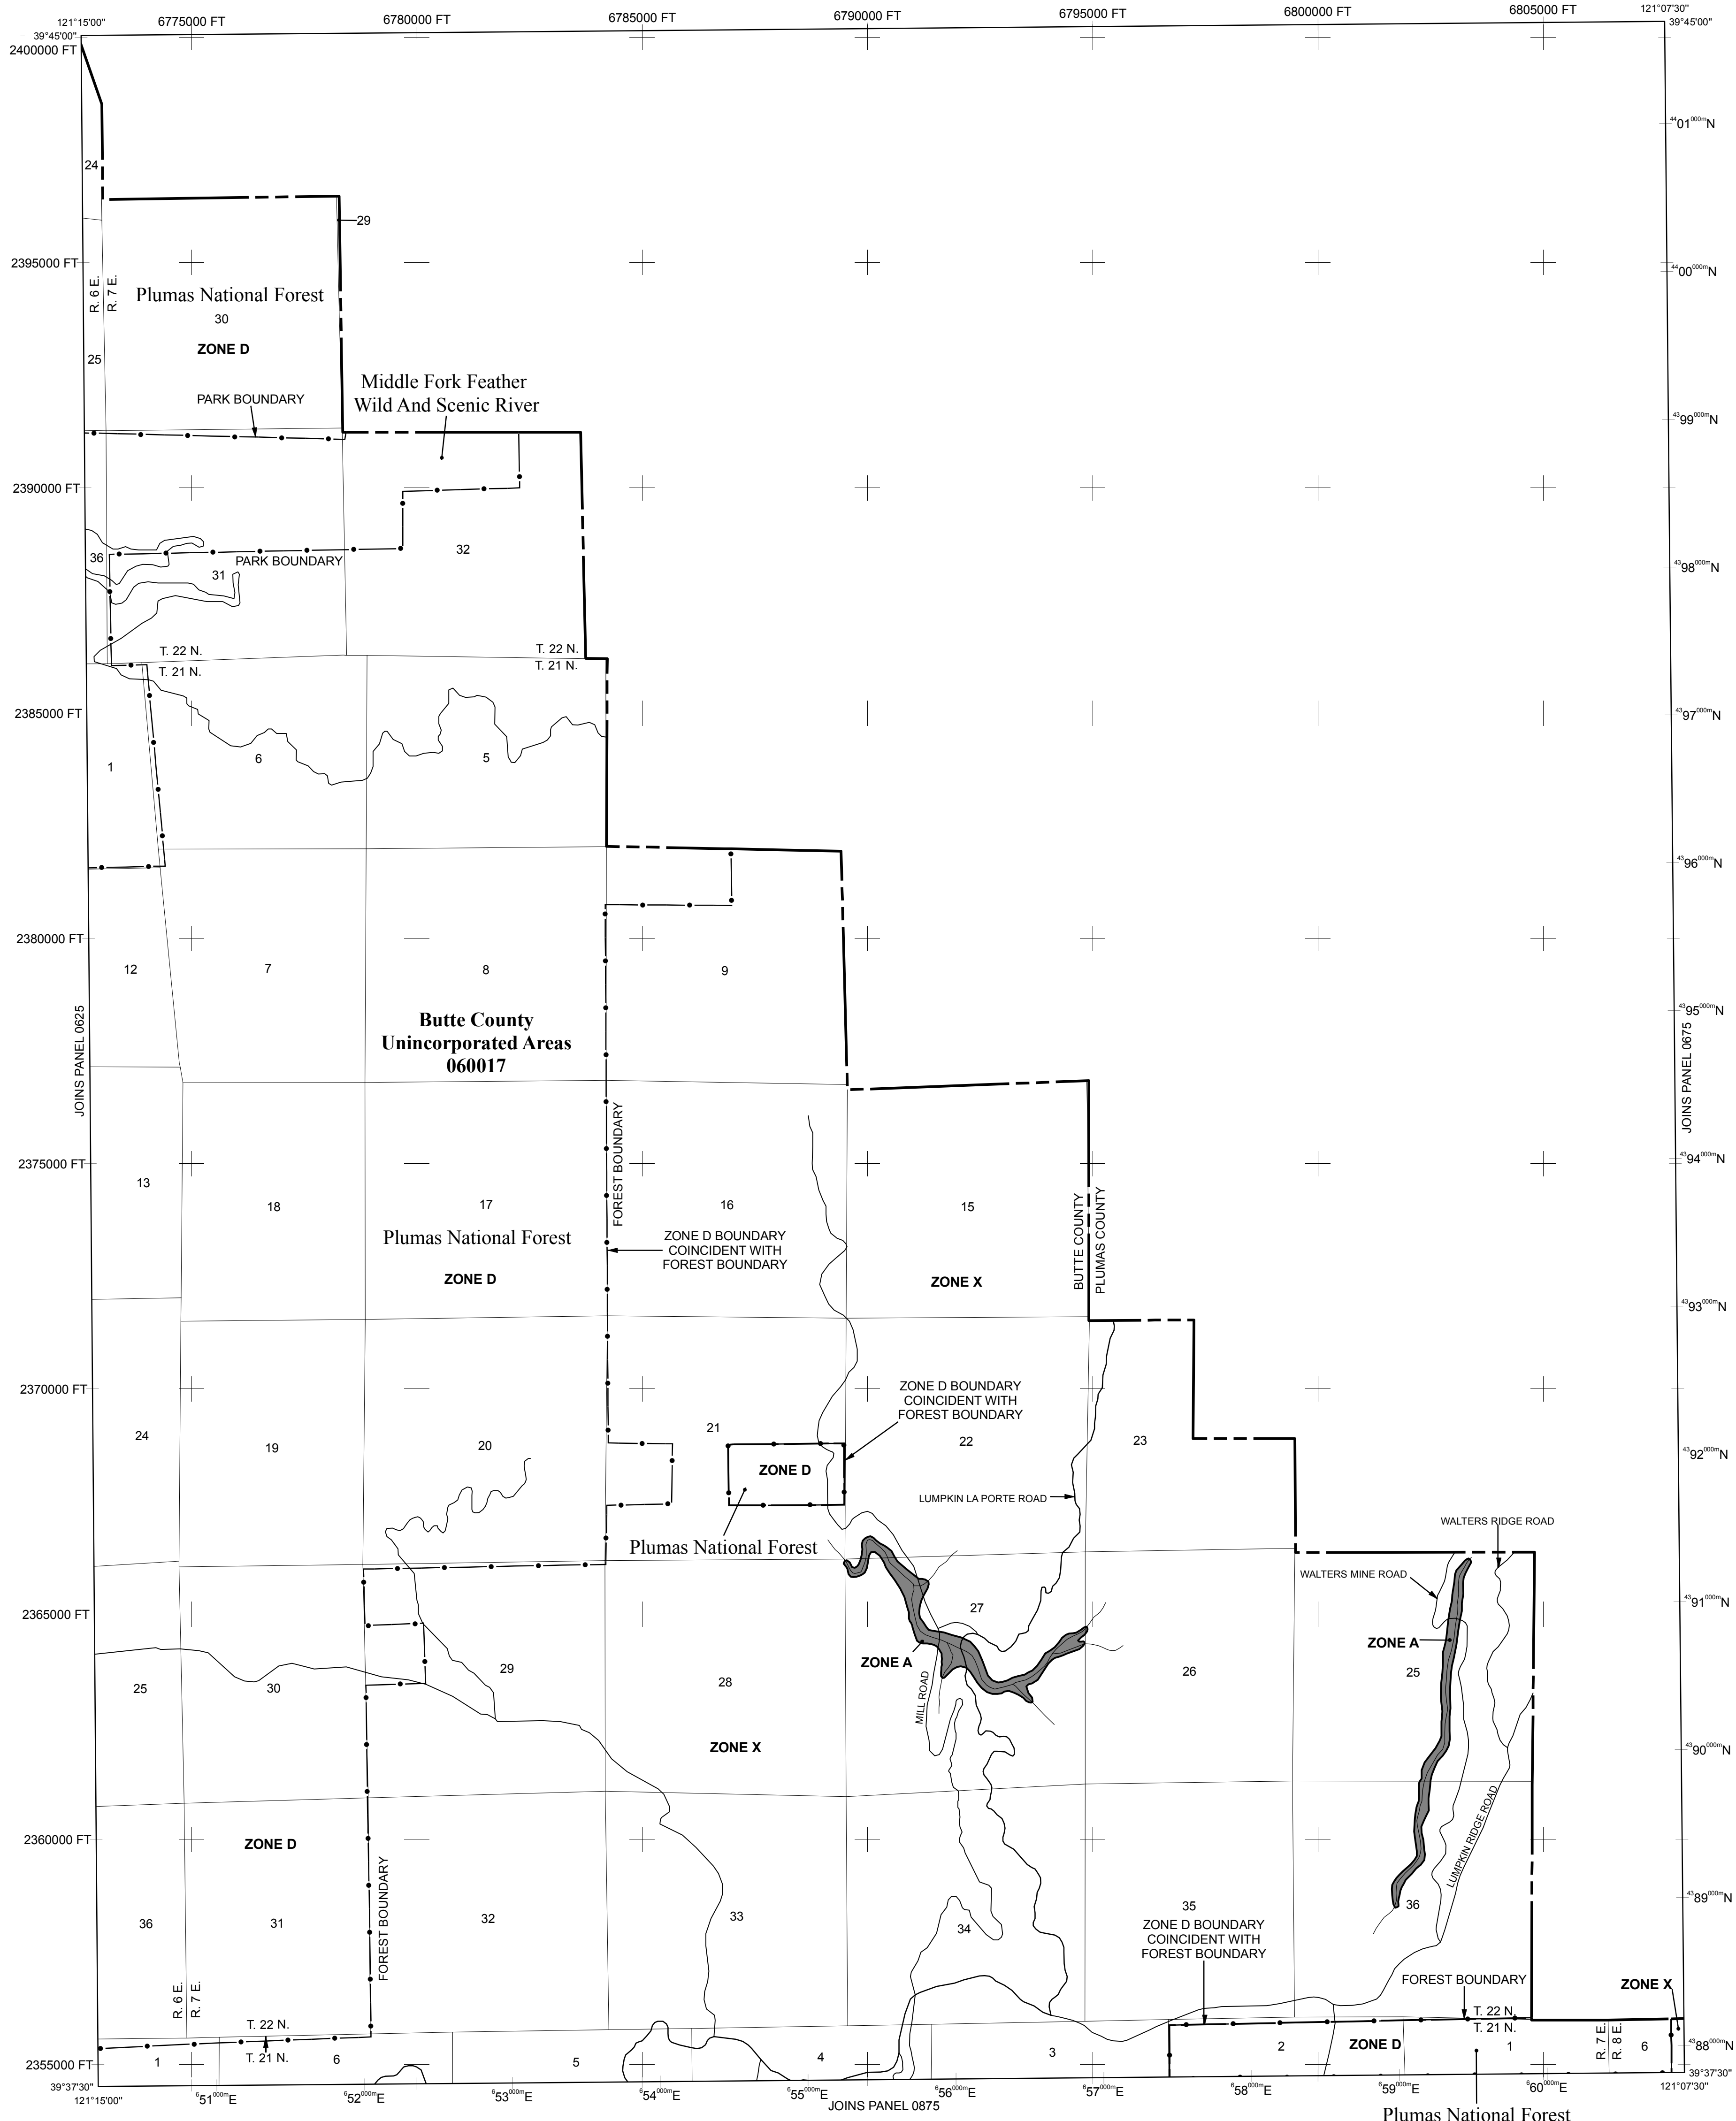 6775000 FT
6780000 FT
6785000 FT
6790000 FT
6795000 FT
6800000 FT
6805000 FT
121°15'00"
121°07'30"
39°45'00"
39°45'00"
2400000 FT
4401000mN
24
29
2395000 FT
4400000mN
R. 6 E.
R. 7 E.
Plumas National Forest
30
ZONE D
25
Middle Fork Feather
Wild And Scenic River
PARK BOUNDARY
4399000mN
2390000 FT
36
32
PARK BOUNDARY
31
4398000mN
T. 22 N.
T. 21 N.
T. 22 N.
T. 21 N.
2385000 FT
4397000mN
1
6
5
4396000mN
2380000 FT
12
7
8
9
JOINS PANEL 0625
Butte County
Unincorporated Areas
060017
4395000mN
JOINS PANEL 0675
FOREST BOUNDARY
2375000 FT
4394000mN
13
18
17
16
15
BUTTE COUNTY
PLUMAS COUNTY
Plumas National Forest
ZONE D
ZONE D BOUNDARY
COINCIDENT WITH
FOREST BOUNDARY
ZONE X
4393000mN
2370000 FT
ZONE D BOUNDARY
COINCIDENT WITH
FOREST BOUNDARY
24
19
20
21
22
23
4392000mN
ZONE D
LUMPKIN LA PORTE ROAD
Plumas National Forest
WALTERS RIDGE ROAD
WALTERS MINE ROAD
2365000 FT
4391000mN
27
ZONE A
ZONE A
25
30
29
28
26
25
MILL ROAD
ZONE X
4390000mN
LUMPKIN RIDGE ROAD
2360000 FT
ZONE D
FOREST BOUNDARY
4389000mN
36
31
32
33
34
35
36
ZONE D BOUNDARY
COINCIDENT WITH
FOREST BOUNDARY
FOREST BOUNDARY
ZONE X
R. 6 E.
R. 7 E.
T. 22 N.
T. 21 N.
T. 22 N.
T. 21 N.
R. 7 E.
R. 8 E.
2355000 FT
1
6
5
4
3
2
ZONE D
1
6
4388000mN
39°37'30"
39°37'30"
121°15'00"
651000mE
652000mE
653000mE
654000mE
655000mE
656000mE
657000mE
658000mE
659000mE
660000mE
121°07'30"
JOINS PANEL 0875
Plumas National Forest